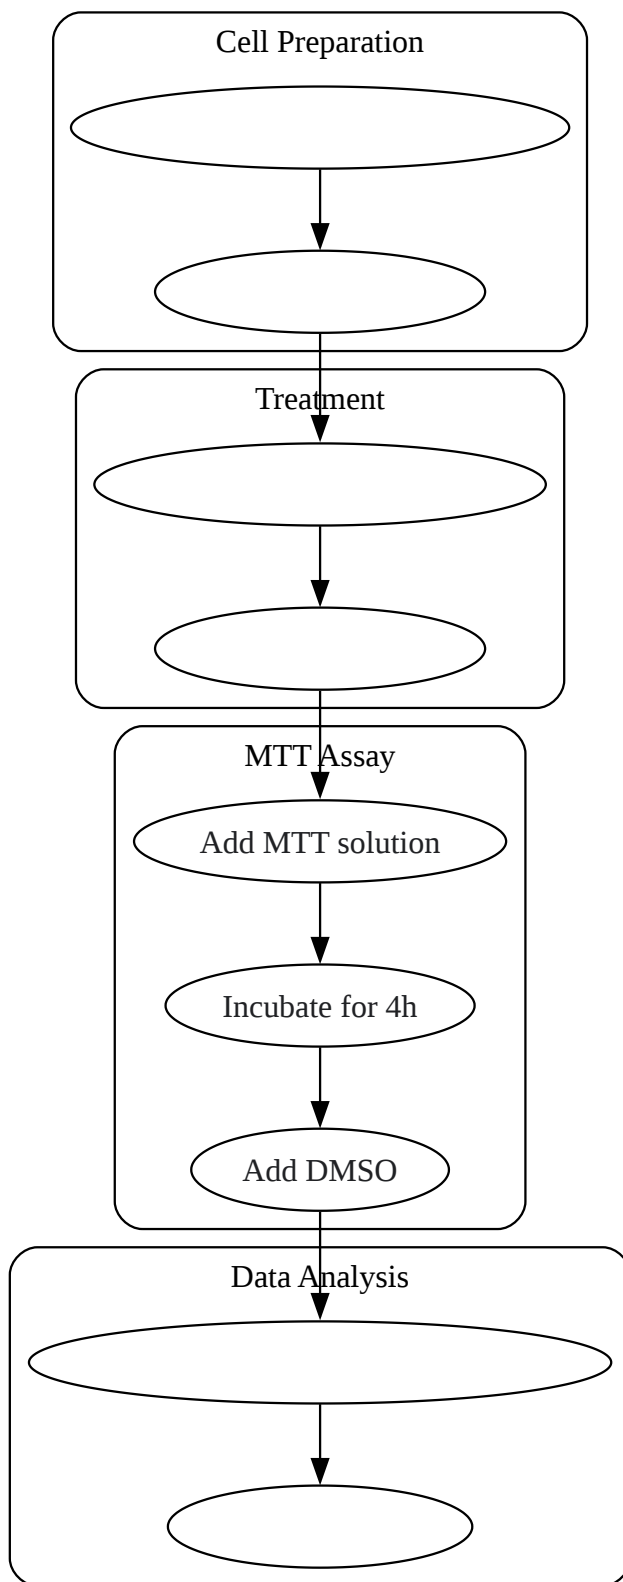 Cell Preparation
Treatment
MTT Assay
Add MTT solution
Incubate for 4h
Add DMSO
Data Analysis